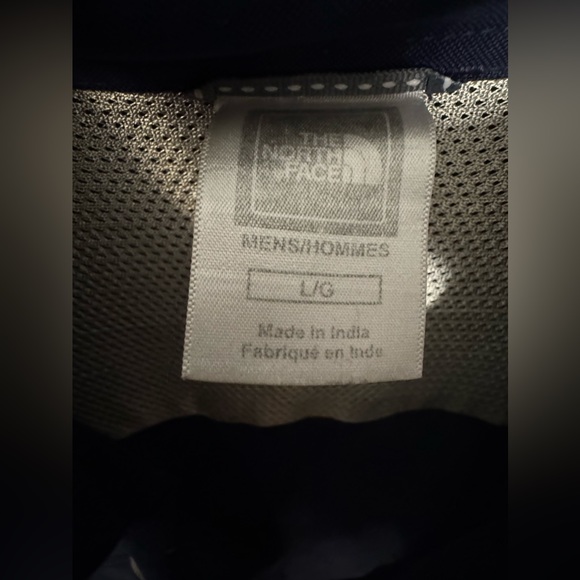 THE
NORTH
FACE
MENS/HOMMES
L/G
Made in India
Fabriqué en Inde